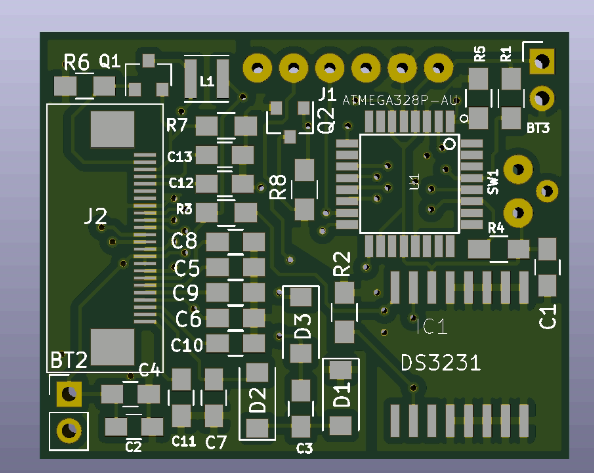 R6
Q1
L1
J1
R5
R1
ATMEGA328P-AU
BT3
R7
Q2
C13
C12
R3
R8
U1
SW1
J2
C8
C5
C9
C6
C10
R2
R4
C1
D3
IC1
DS3231
BT2
C4
C2
C11
C7
D2
C3
D1